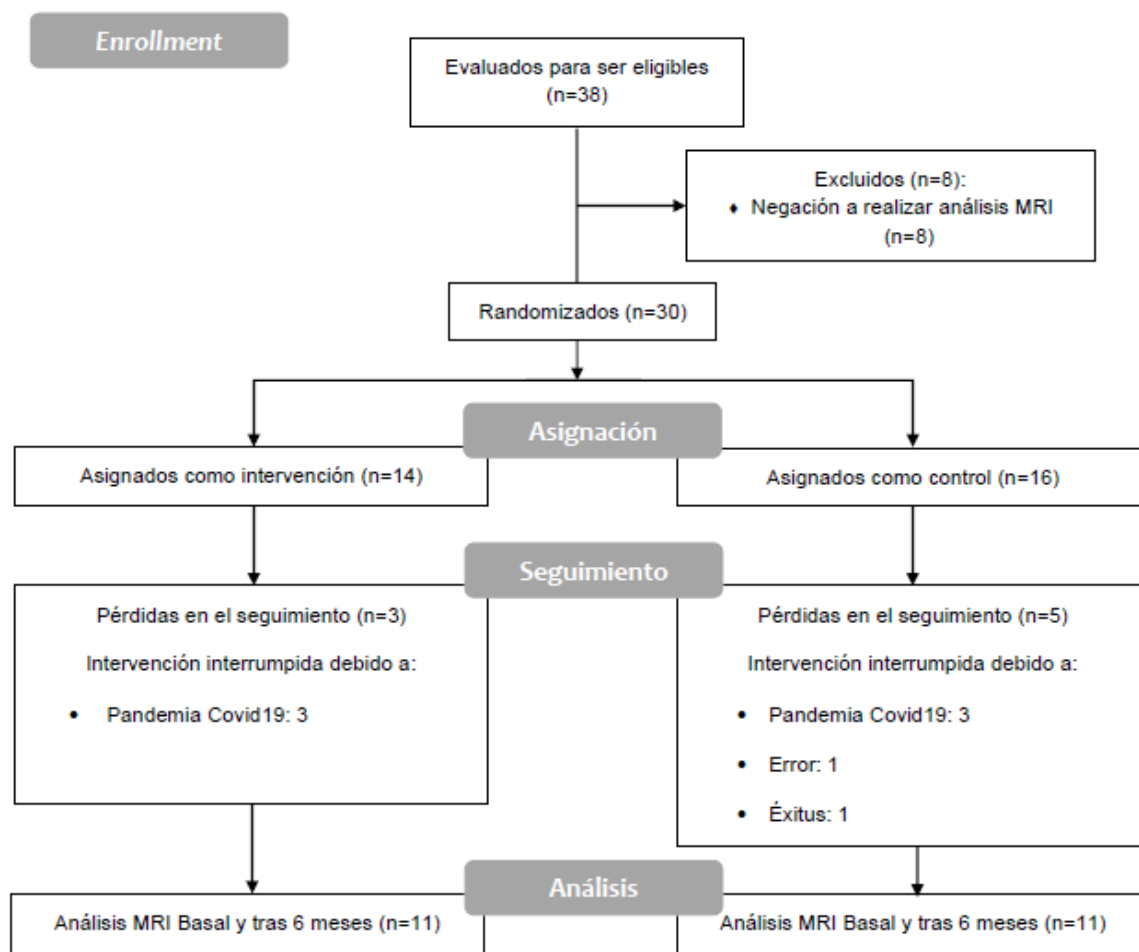 Enrollment
Evaluados para ser eligibles
(n=38)
Excluidos (n=8):
♦ Negación a realizar análisis MRI
(n=8)
Randomizados (n=30)
Asignación
Asignados como intervención (n=14)
Asignados como control (n=16)
Seguimiento
Pérdidas en el seguimiento (n=3)
Intervención interrumpida debido a:
• Pandemia Covid19: 3
Pérdidas en el seguimiento (n=5)
Intervención interrumpida debido a:
• Pandemia Covid19: 3
• Error: 1
• Éxitus: 1
Análisis
Análisis MRI Basal y tras 6 meses (n=11)
Análisis MRI Basal y tras 6 meses (n=11)